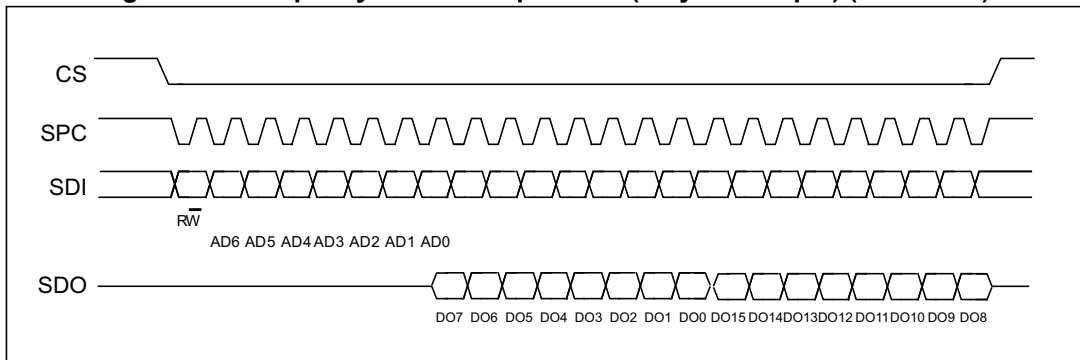 CS
SPC
SDI
RW
AD6 AD5 AD4 AD3 AD2 AD1 AD0
SDO
DO7 DO6 DO5 DO4 DO3 DO2 DO1 DO0 DO15 DO14 DO13 DO12 DO11 DO10 DO9 DO8